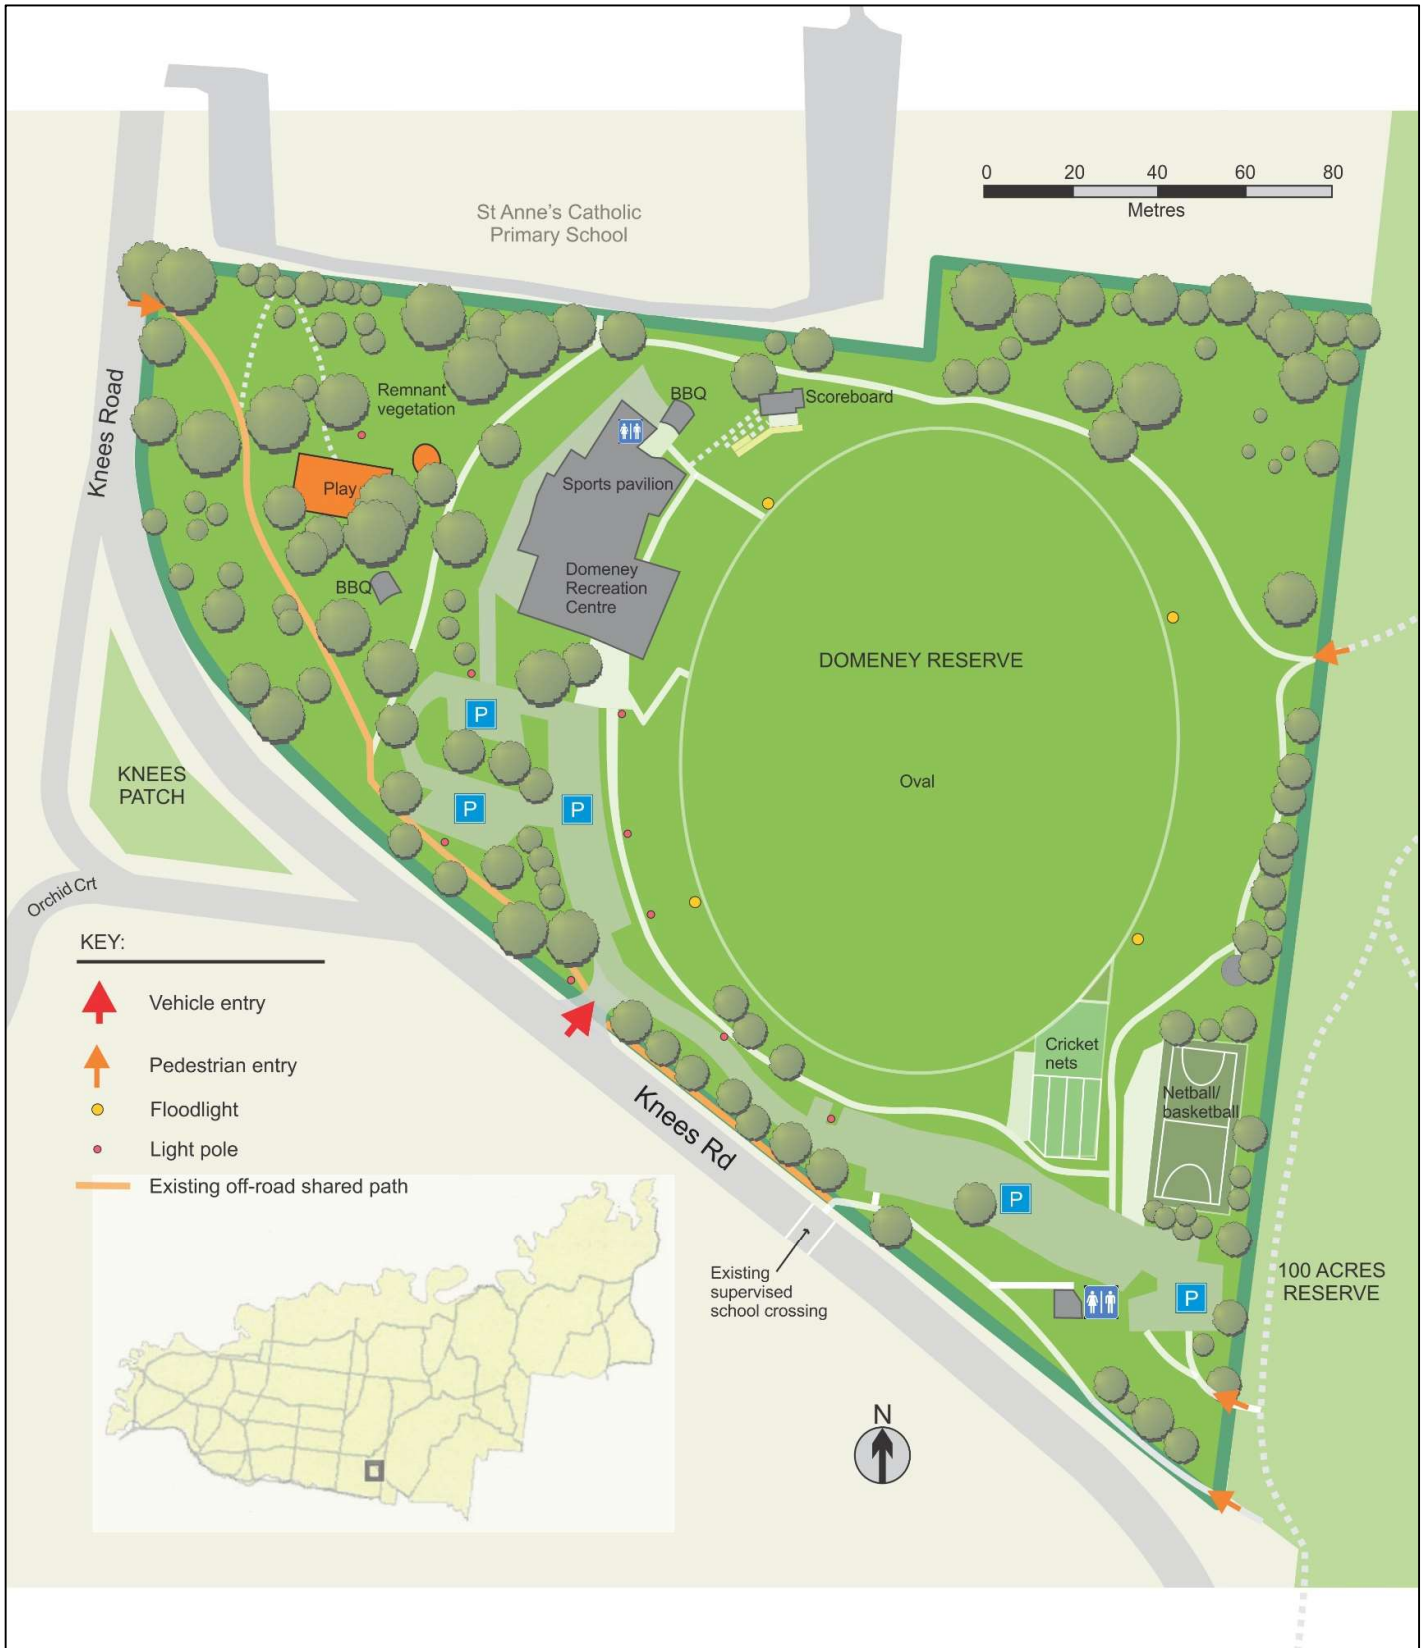 0 20 40 60 80
Metres
St Anne's Catholic
Primary School
Knees Road
Remnant
vegetation
BBQ
Scoreboard
Play
Sports pavilion
BBQ
Domeney
Recreation
Centre
DOMENEY RESERVE
Oval
P
P
P
KNEES
PATCH
Orchid Crt
KEY:
Vehicle entry
Pedestrian entry
Floodlight
Light pole
Existing off-road shared path
Cricket
nets
Netball/
basketball
Knees Rd
P
Existing
supervised
school crossing
P
100 ACRES
RESERVE
N